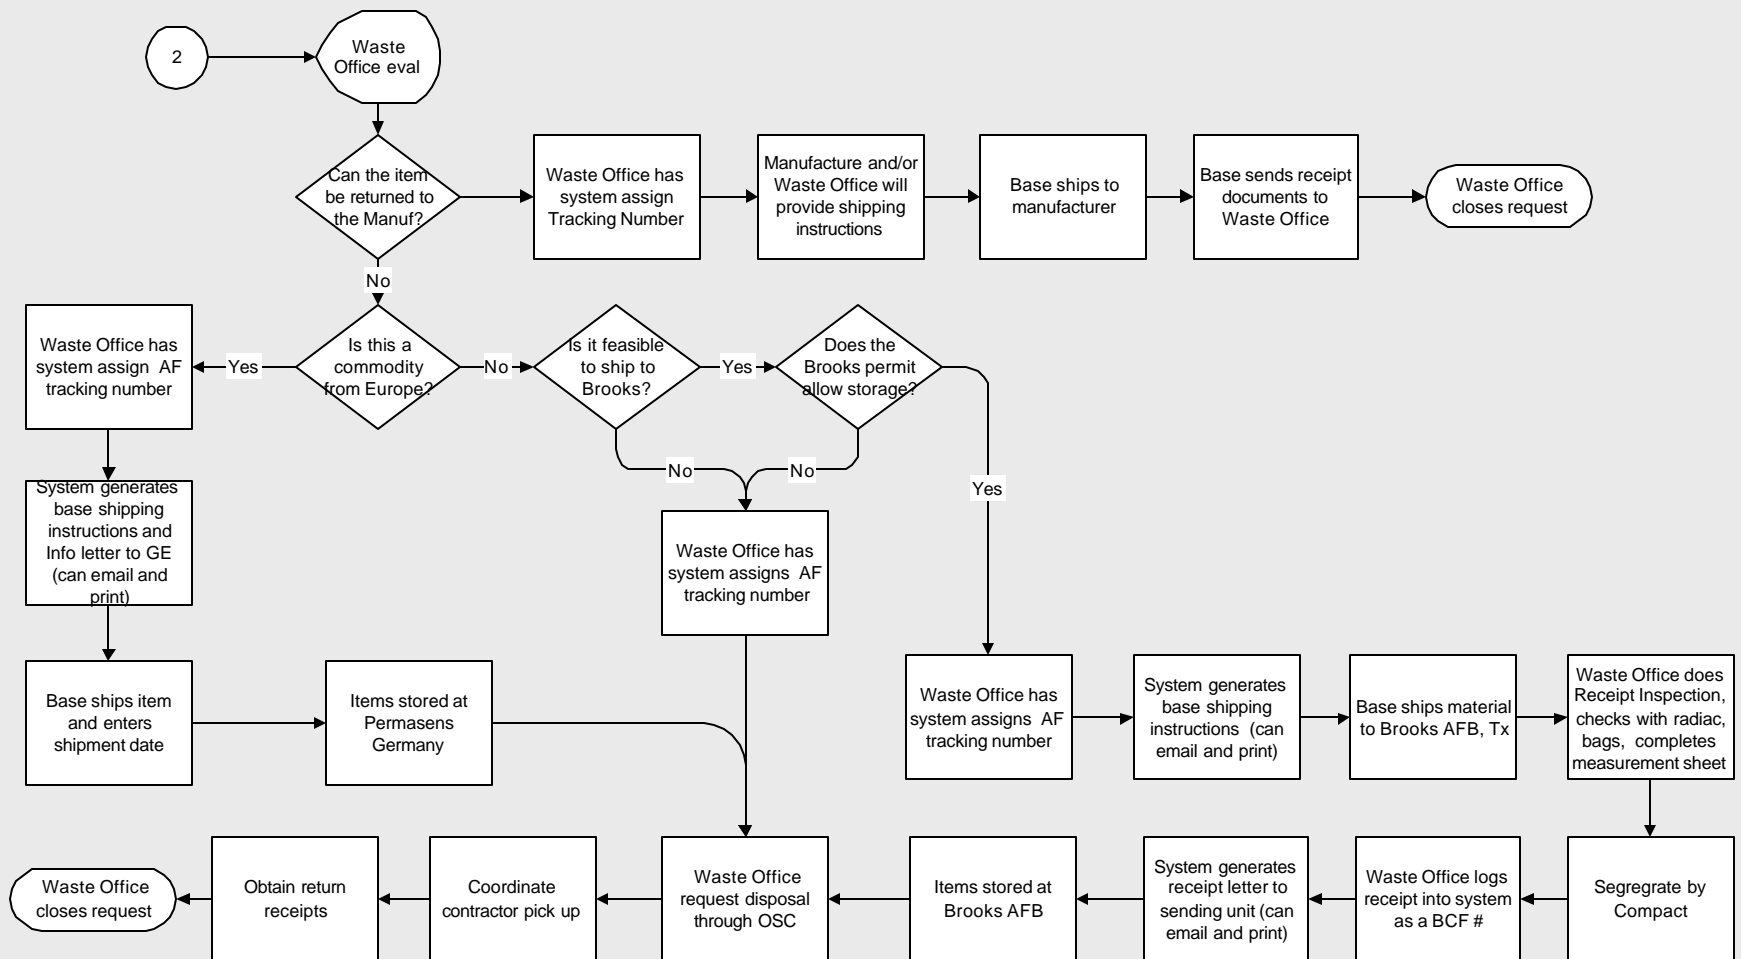 2
Waste
Office eval
Can the item
be returned to
the Manuf?
Waste Office has
system assign
Tracking Number
Manufacture and/or
Waste Office will
provide shipping
instructions
Base ships to
manufacturer
Base sends receipt
documents to
Waste Office
Waste Office
closes request
No
Waste Office has
system assign AF
tracking number
Yes
Is this a
commodity
from Europe?
No
Is it feasible
to ship to
Brooks?
Yes
Does the
Brooks permit
allow storage?
No
No
Yes
System generates
base shipping
instructions and
Info letter to GE
(can email and
print)
Waste Office has
system assigns AF
tracking number
Base ships item
and enters
shipment date
Items stored at
Permasens
Germany
Waste Office has
system assigns AF
tracking number
System generates
base shipping
instructions (can
email and print)
Base ships material
to Brooks AFB, Tx
Waste Office does
Receipt Inspection,
checks with radiac,
bags, completes
measurement sheet
Waste Office
closes request
Obtain return
receipts
Coordinate
contractor pick up
Waste Office
request disposal
through OSC
Items stored at
Brooks AFB
System generates
receipt letter to
sending unit (can
email and print)
Waste Office logs
receipt into system
as a BCF #
Segregrate by
Compact